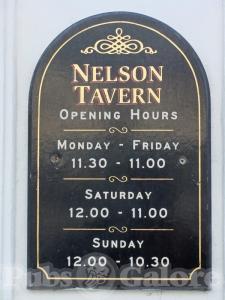 NELSON
TAVERN
OPENING HOURS
MONDAY - FRIDAY
11.30 - 11.00
SATURDAY
12.00 - 11.00
SUNDAY
12.00 - 10.30
Pubs Galore